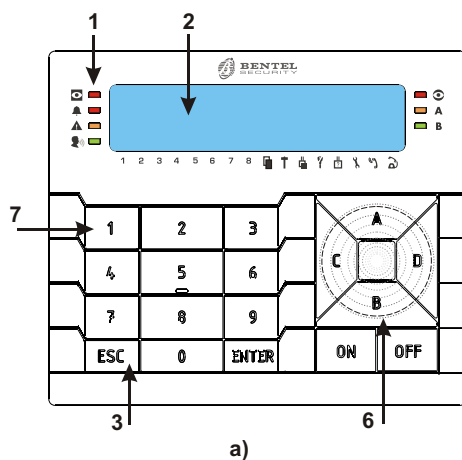 1 2
BENTEL
SECURITY
A
B
1 2 3 4 5 6 7 8
7
1 2 3
4 5 6
7 8 9
ESC 0 ENTER
A
C D
B
ON OFF
3 6
a)